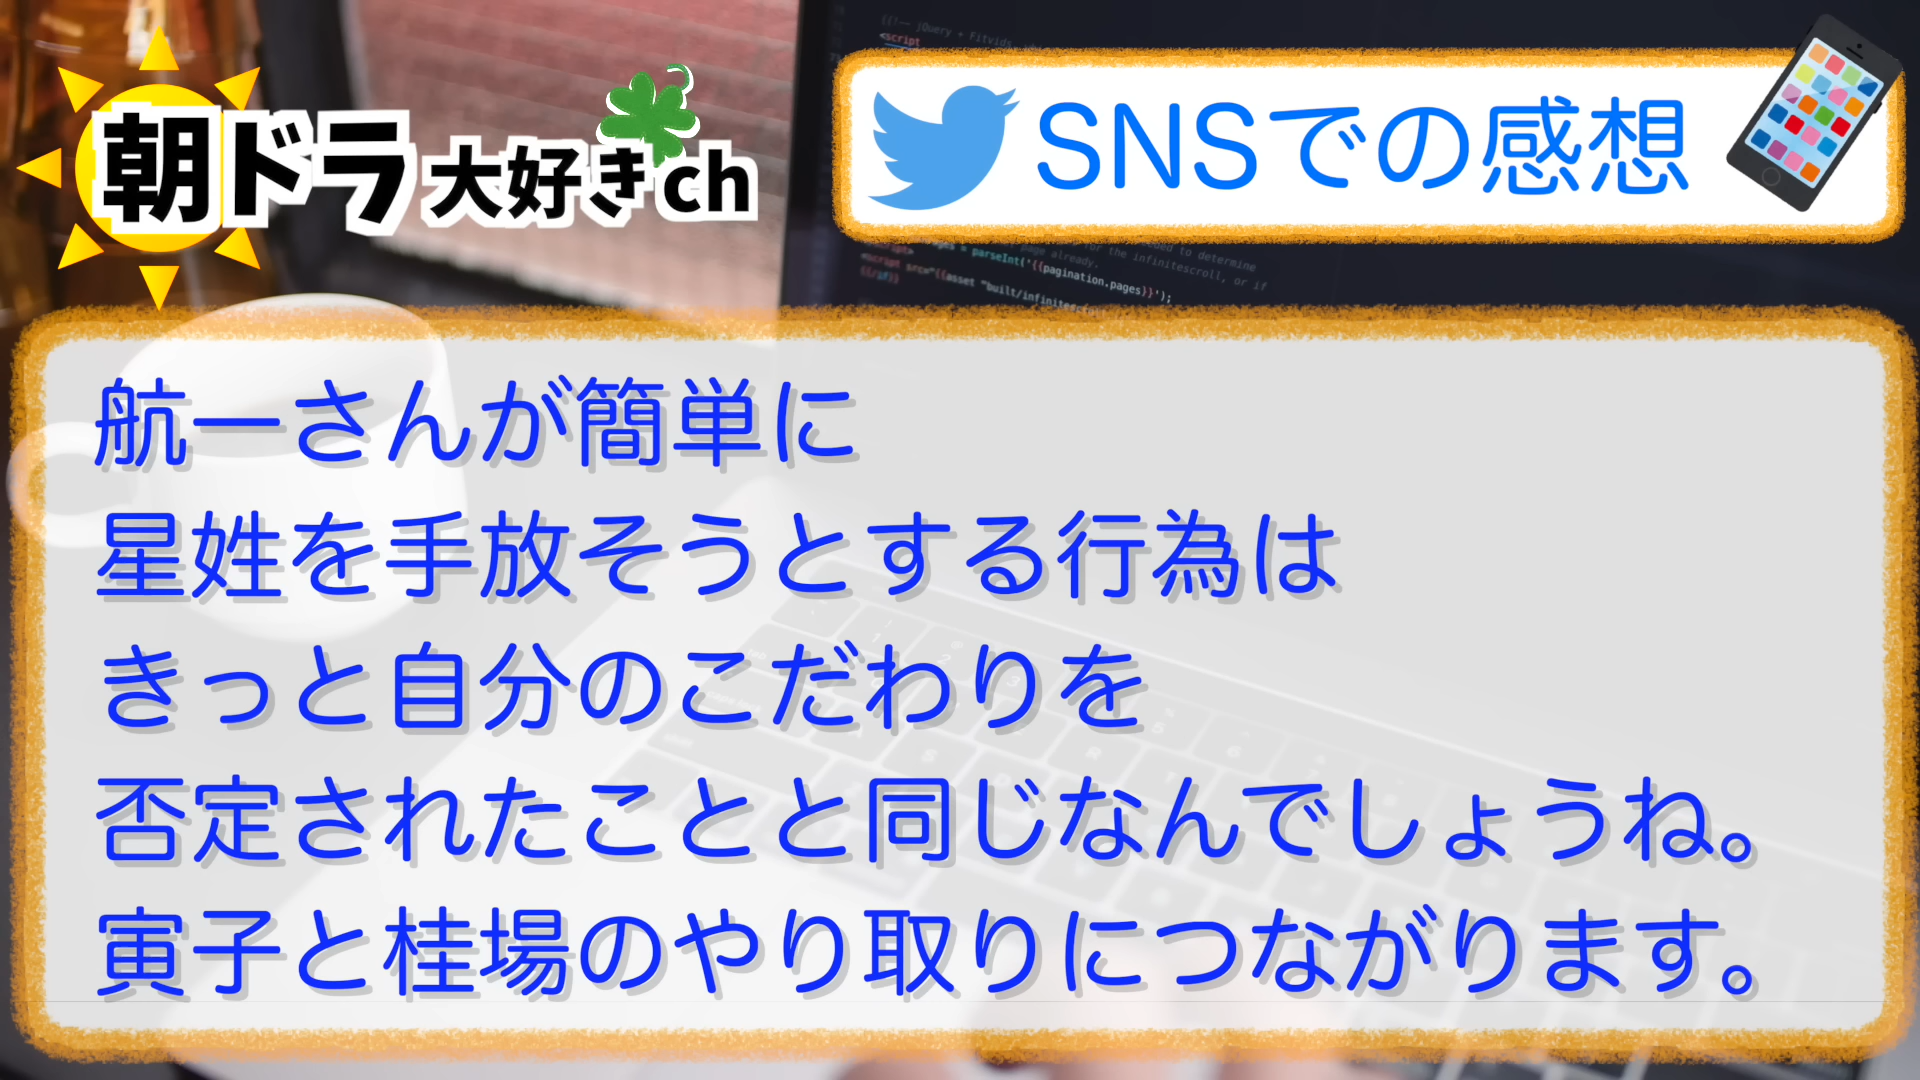 朝ドラ大好きch
SNSでの感想
航一さんが簡単に
星姓を手放そうとする行為は
きっと自分のこだわりを
否定されたことと同じなんでしょうね。
寅子と桂場のやり取りにつながります。